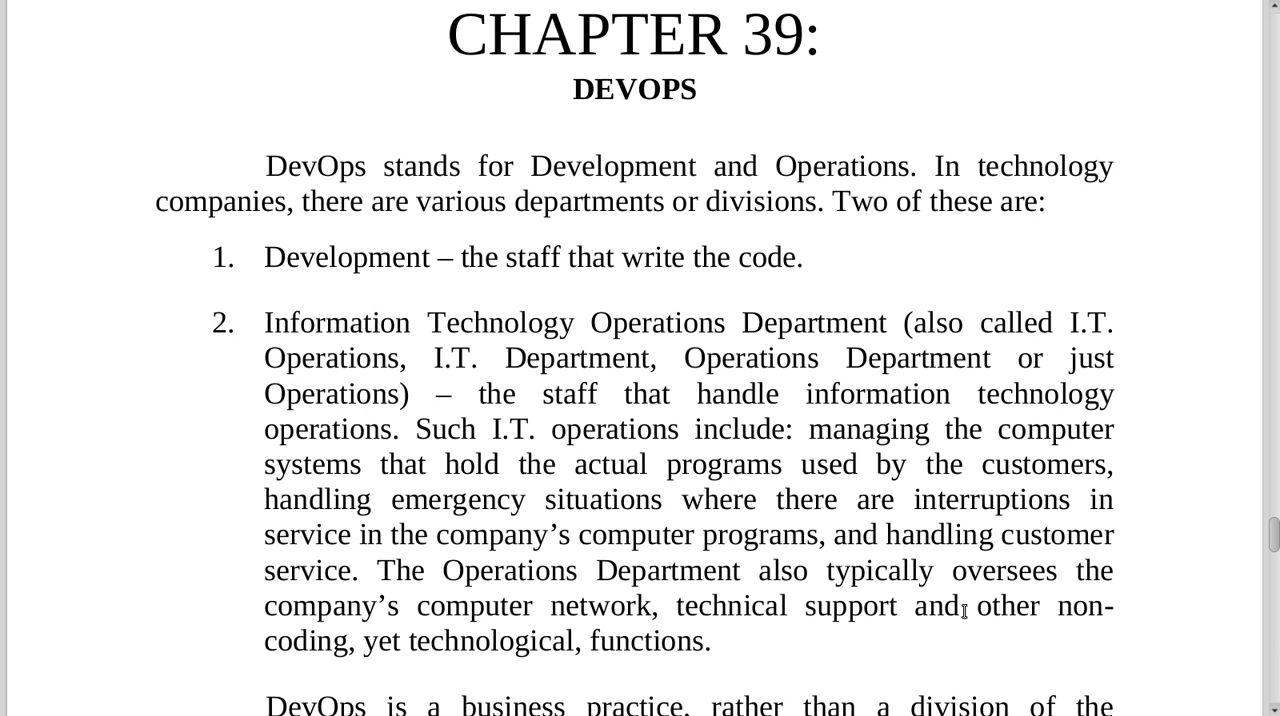 CHAPTER 39:
DEVOPS
DevOps stands for Development and Operations. In technology
companies, there are various departments or divisions. Two of these are:
1. Development – the staff that write the code.
2. Information Technology Operations Department (also called I.T.
Operations, I.T. Department, Operations Department or just
Operations) – the staff that handle information technology
operations. Such I.T. operations include: managing the computer
systems that hold the actual programs used by the customers,
handling emergency situations where there are interruptions in
service in the company’s computer programs, and handling customer
service. The Operations Department also typically oversees the
company’s computer network, technical support and other non-
coding, yet technological, functions.
DevOps is a business practice, rather than a division of the